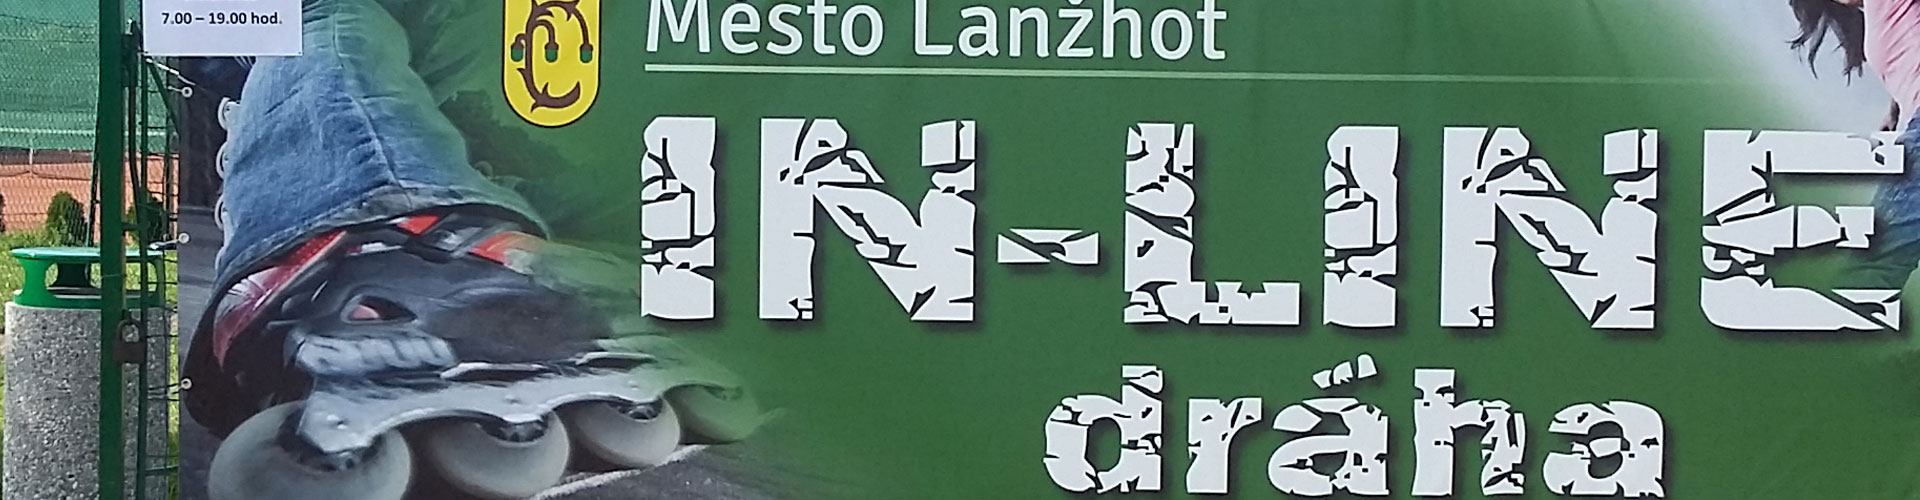 7.00 – 19.00 hod.
Město Lanžhot
IN-LINE
dráha